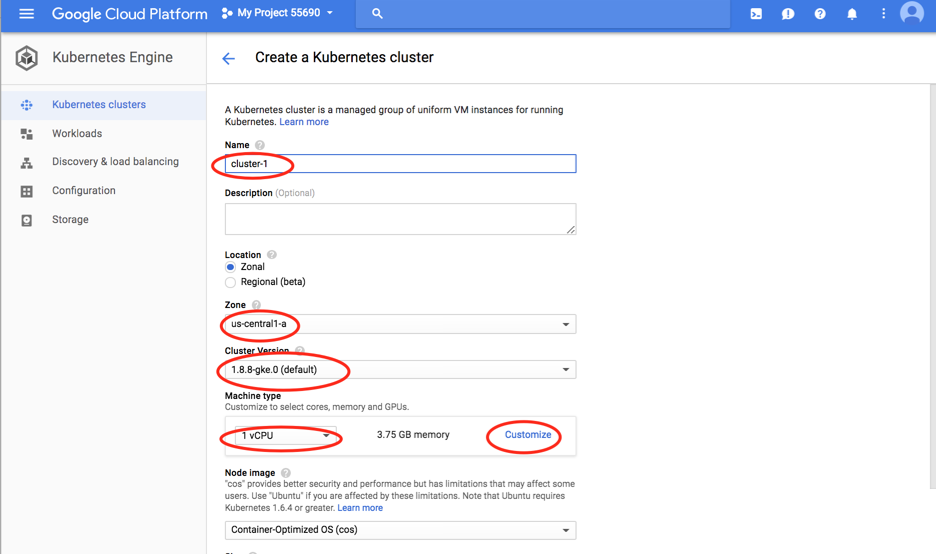 Google Cloud Platform
My Project 55690
Kubernetes Engine
Create a Kubernetes cluster
Kubernetes clusters
Workloads
Discovery & load balancing
Configuration
Storage
A Kubernetes cluster is a managed group of uniform VM instances for running
Kubernetes. Learn more
Name
cluster-1
Description (Optional)
Location
Zonal
Regional (beta)
Zone
us-central1-a
Cluster Version
1.8.8-gke.0 (default)
Machine type
Customize to select cores, memory and GPUs.
1 vCPU 3.75 GB memory Customize
Node image
"cos" provides better security and performance but has limitations that may affect some
users. Use "Ubuntu" if you are affected by these limitations. Note that Ubuntu requires
Kubernetes 1.6.4 or greater. Learn more
Container-Optimized OS (cos)